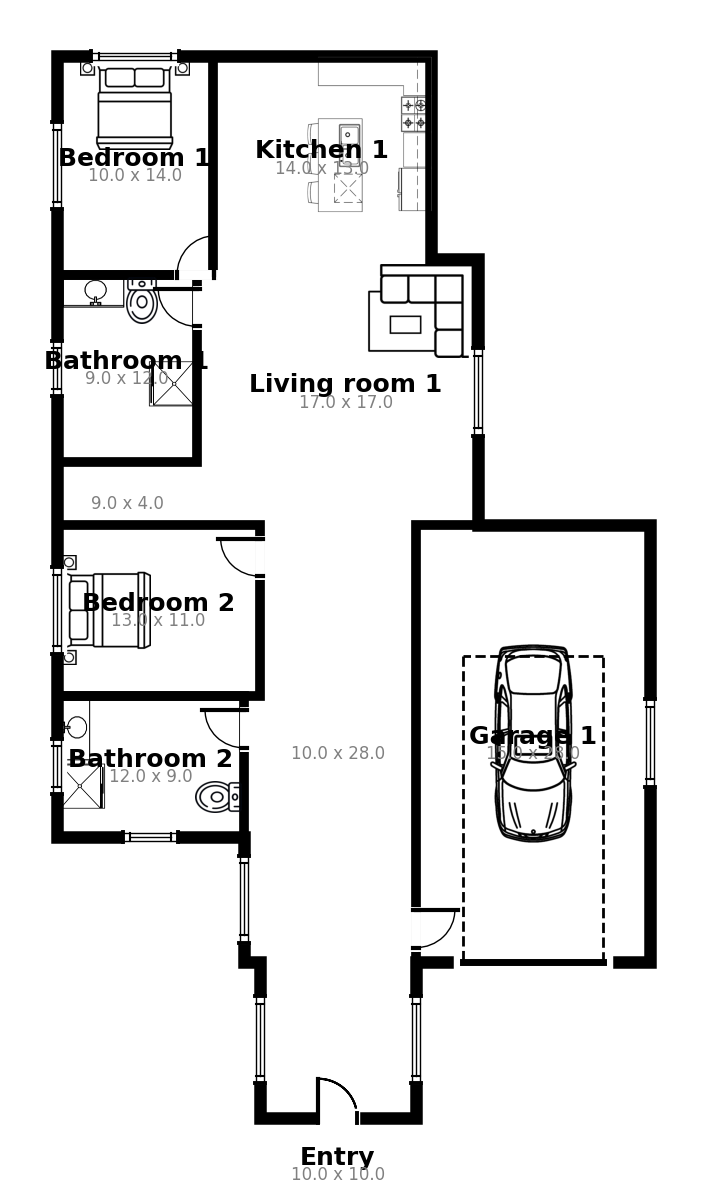 Bedroom 1
10.0 x 14.0
Kitchen 1
14.0 x 13.0
Bathroom 1
9.0 x 12.0
Living room 1
17.0 x 17.0
9.0 x 4.0
Bedroom 2
13.0 x 11.0
Bathroom 2
12.0 x 9.0
10.0 x 28.0
Garage 1
15.0 x 28.0
Entry
10.0 x 10.0